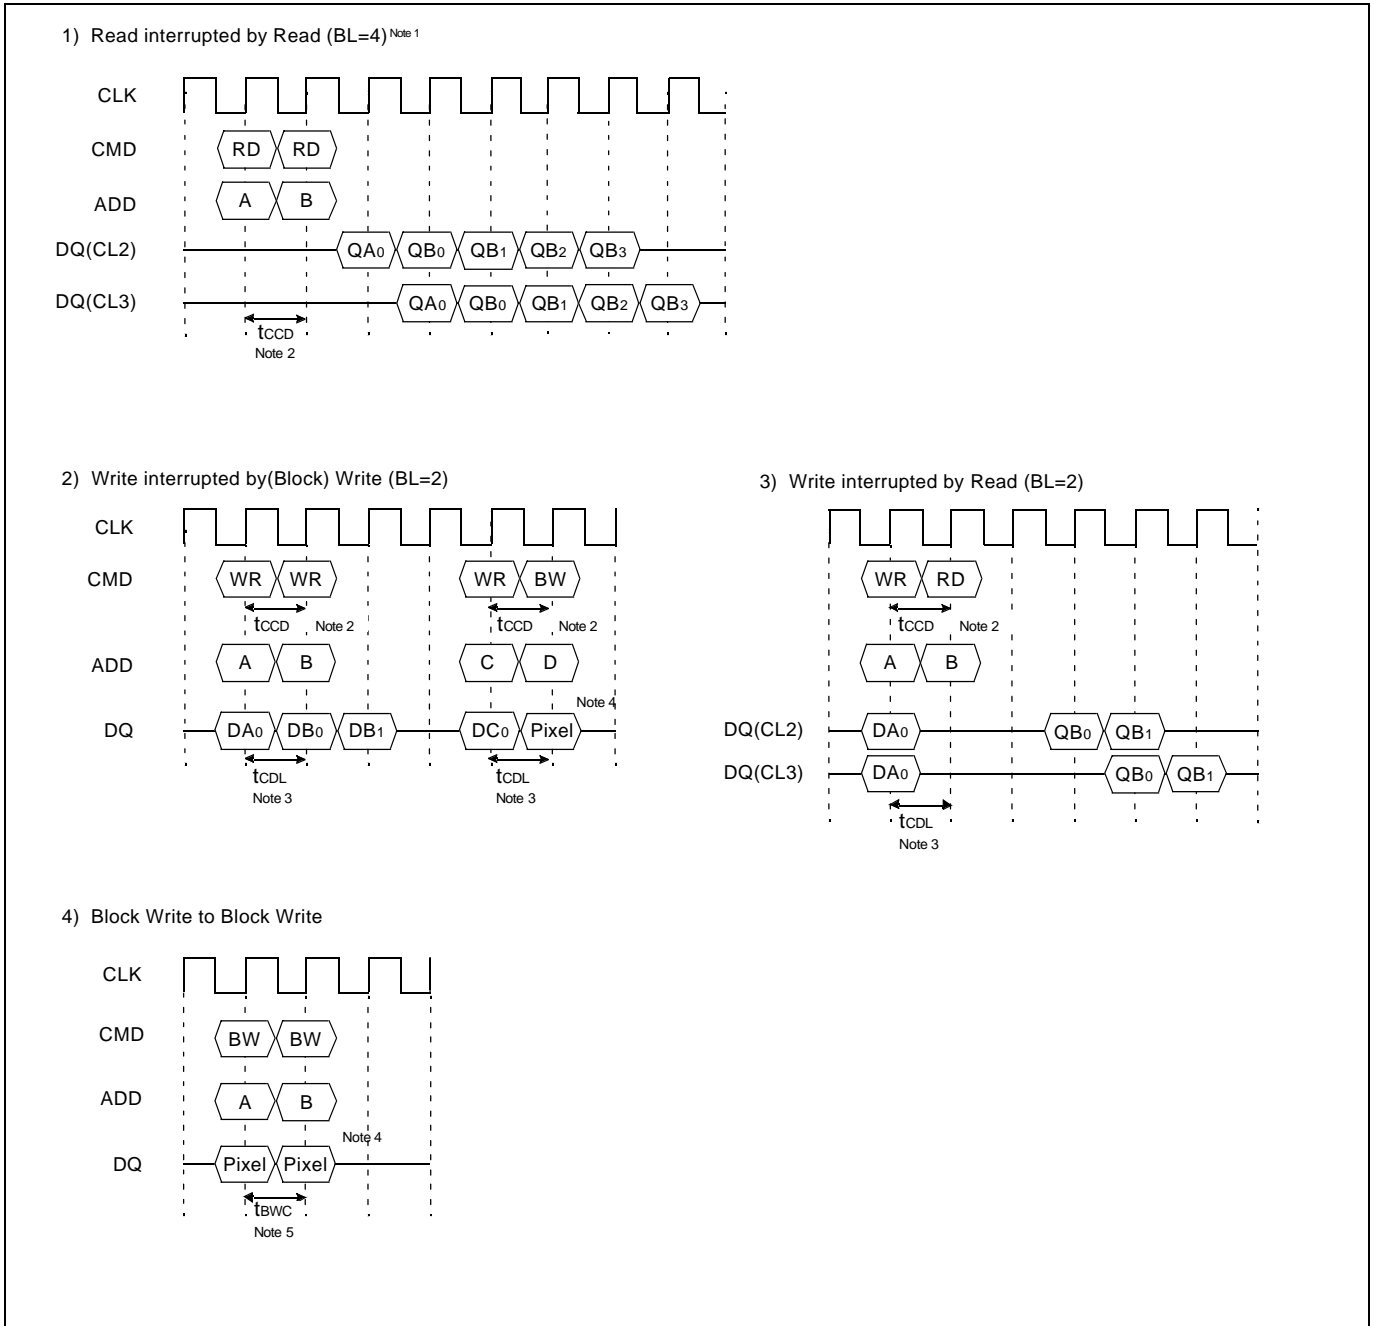 1) Read interrupted by Read (BL=4) Note 1
CLK
CMD RD RD
ADD A B
DQ(CL2) QA0 QB0 QB1 QB2 QB3
DQ(CL3) QA0 QB0 QB1 QB2 QB3
tCCD
Note 2
2) Write interrupted by(Block) Write (BL=2)
CLK
CMD WR WR WR BW
tCCD Note 2 tCCD Note 2
ADD A B C D
Note 4
DQ DA0 DB0 DB1 DC0 Pixel
tCDL tCDL
Note 3 Note 3
3) Write interrupted by Read (BL=2)
CLK
CMD WR RD
tCCD Note 2
A B
DQ(CL2) DA0 QB0 QB1
DQ(CL3) DA0 QB0 QB1
tCDL
Note 3
4) Block Write to Block Write
CLK
CMD BW BW
ADD A B
Note 4
DQ Pixel Pixel
tBWC
Note 5